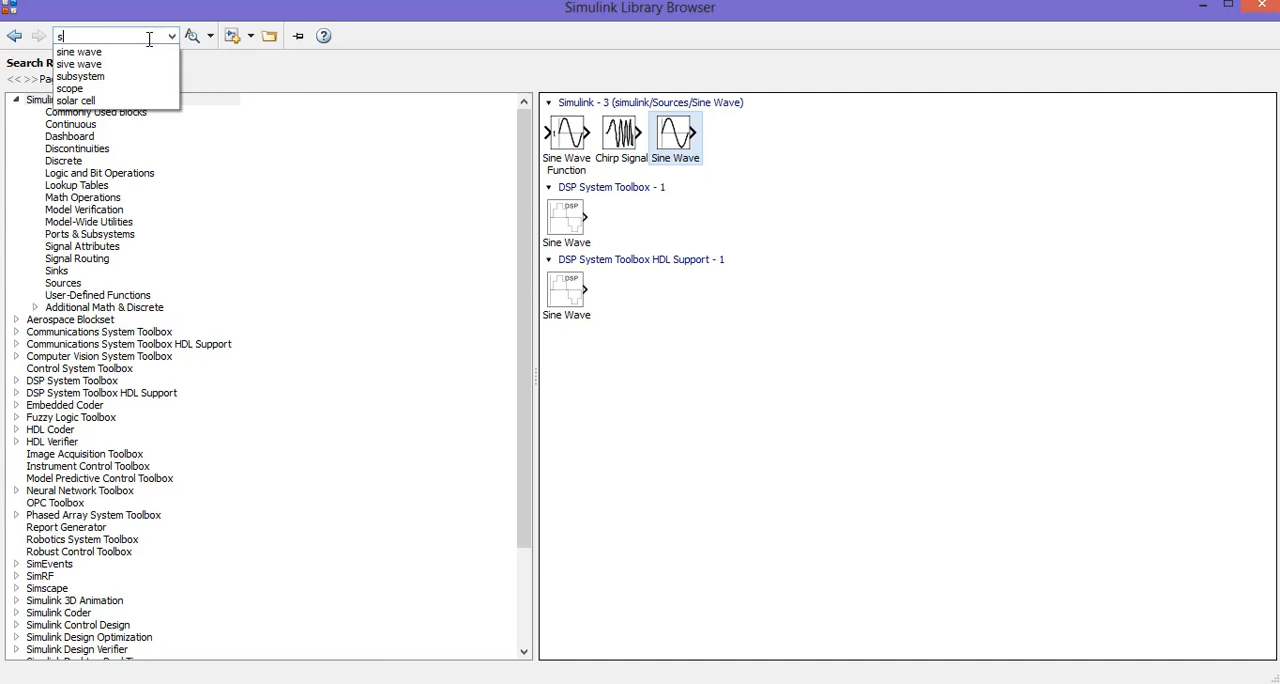 Simulink Library Browser
s
sine wave
sive wave
subsystem
scope
solar cell
Search R
<< >> Pa
Simuli
Commonly Used Blocks
Continuous
Dashboard
Discontinuities
Discrete
Logic and Bit Operations
Lookup Tables
Math Operations
Model Verification
Model-Wide Utilities
Ports & Subsystems
Signal Attributes
Signal Routing
Sinks
Sources
User-Defined Functions
Additional Math & Discrete
Aerospace Blockset
Communications System Toolbox
Communications System Toolbox HDL Support
Computer Vision System Toolbox
Control System Toolbox
DSP System Toolbox
DSP System Toolbox HDL Support
Embedded Coder
Fuzzy Logic Toolbox
HDL Coder
HDL Verifier
Image Acquisition Toolbox
Instrument Control Toolbox
Model Predictive Control Toolbox
Neural Network Toolbox
OPC Toolbox
Phased Array System Toolbox
Report Generator
Robotics System Toolbox
Robust Control Toolbox
SimEvents
SimRF
Simscape
Simulink 3D Animation
Simulink Coder
Simulink Control Design
Simulink Design Optimization
Simulink Design Verifier
Simulink - 3 (simulink/Sources/Sine Wave)
Sine Wave Chirp Signal Sine Wave
Function
DSP System Toolbox - 1
DSP
Sine Wave
DSP System Toolbox HDL Support - 1
DSP
Sine Wave